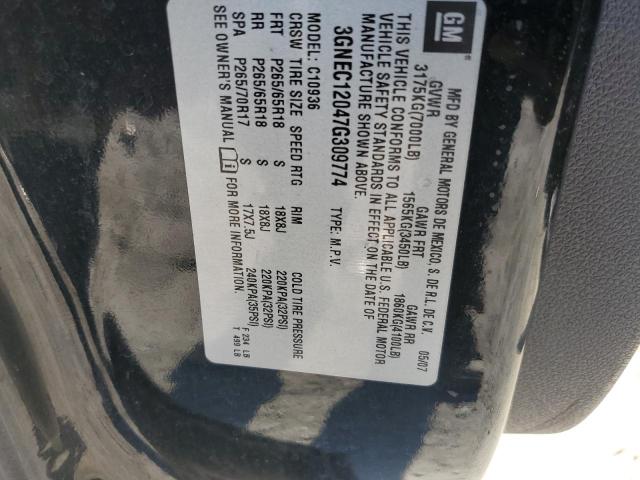 GM
MFD BY GENERAL MOTORS DE MEXICO, S. DE R.L. DE C.V. 05/07
GVWR GAWR FRT GAWR RR
3175KG(7000LB) 1565KG(3450LB) 1860KG(4100LB)
THIS VEHICLE CONFORMS TO ALL APPLICABLE U.S. FEDERAL MOTOR
VEHICLE SAFETY STANDARDS IN EFFECT ON THE DATE OF
MANUFACTURE SHOWN ABOVE.
3GNEC12047G309774 TYPE: M.P.V.
MODEL: C10936
CRSW TIRE SIZE SPEED RTG RIM COLD TIRE PRESSURE
FRT P265/65R18 S 18X8J 220KPA(32PSI)
RR P265/65R18 S 18X8J 220KPA(32PSI)
SPA P265/70R17 S 17X7.5J 240KPA(35PSI)
SEE OWNER'S MANUAL i FOR MORE INFORMATION.
F 234 LB
T 499 LB